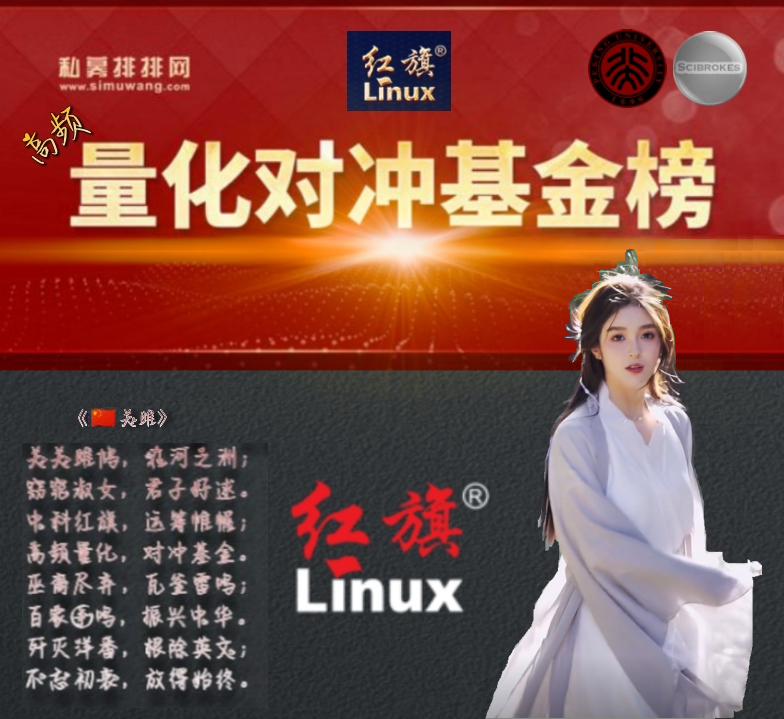 私募排排网
www.simuwang.com
红旗®
Linux
PEKING UNIVERSITY
1898
SCIBROKES
高频
量化对冲基金榜
《🇨🇳关雎》
关关雎鸠，在河之洲；
窈窕淑女，君子好逑。
中科红旗，运筹帷幄；
高频量化，对冲基金。
巫裔尽弃，瓦釜雷鸣；
百家争鸣，振兴中华。
歼灭洋番，根除英文；
不忘初衷，放得始终。
红旗®
Linux